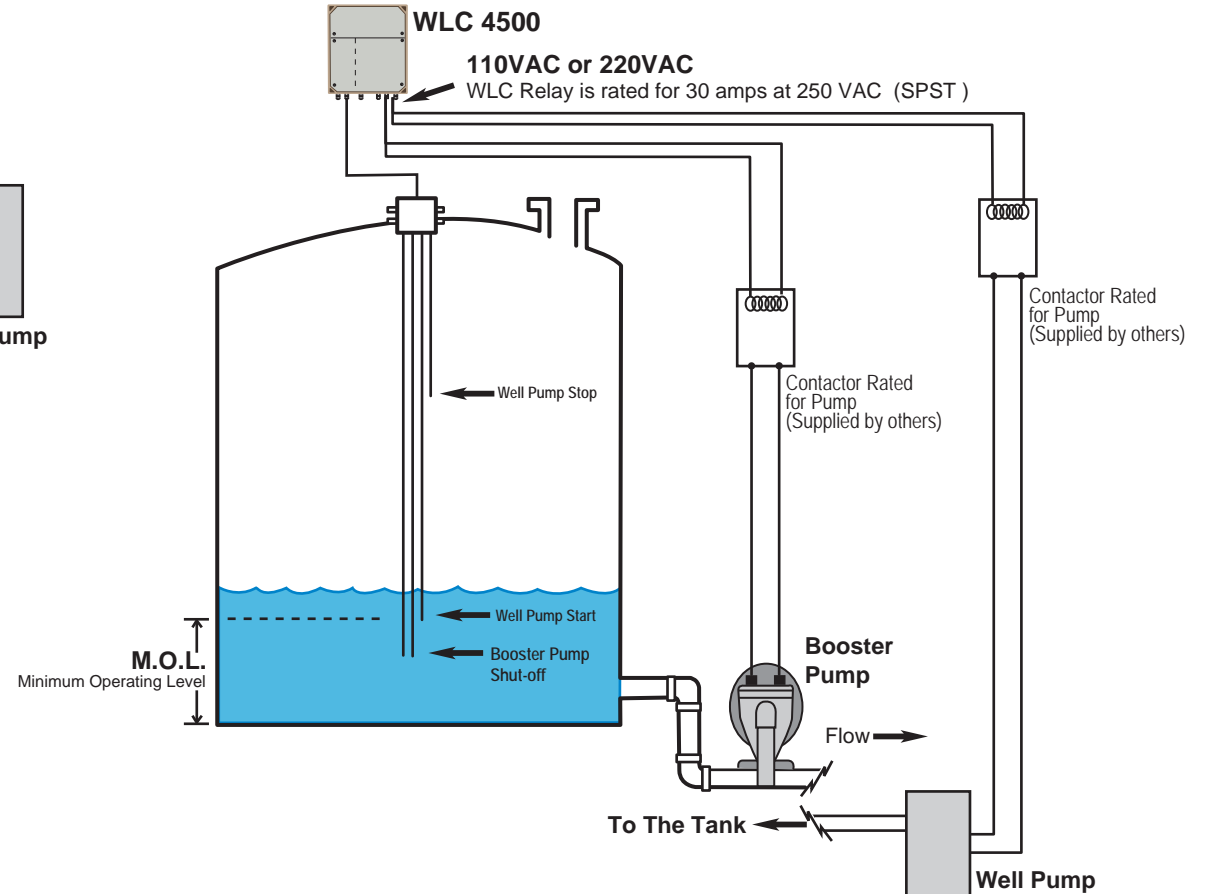 WLC 4500
110VAC or 220VAC
WLC Relay is rated for 30 amps at 250 VAC (SPST )
ump
Contactor Rated
for Pump
(Supplied by others)
Contactor Rated
for Pump
(Supplied by others)
Well Pump Stop
Well Pump Start
Booster Pump
Shut-off
M.O.L.
Minimum Operating Level
Booster
Pump
Flow
To The Tank
Well Pump